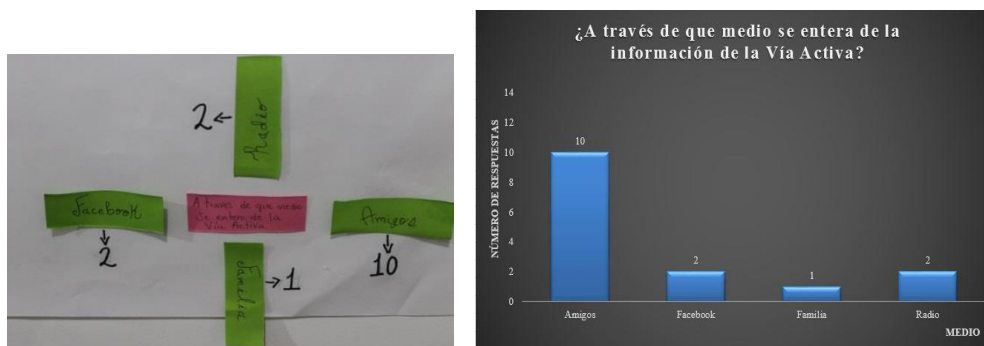 Radio
2←
Facebook
2
A traves de que medio
Se entero de la
Vía Activa
Amigos
10
Familia
→1
¿A través de que medio se entera de la
información de la Vía Activa?
NÚMERO DE RESPUESTAS
14
12
10
8
6
4
2
0
10
2
1
2
Amigos
Facebook
Familia
Radio
MEDIO